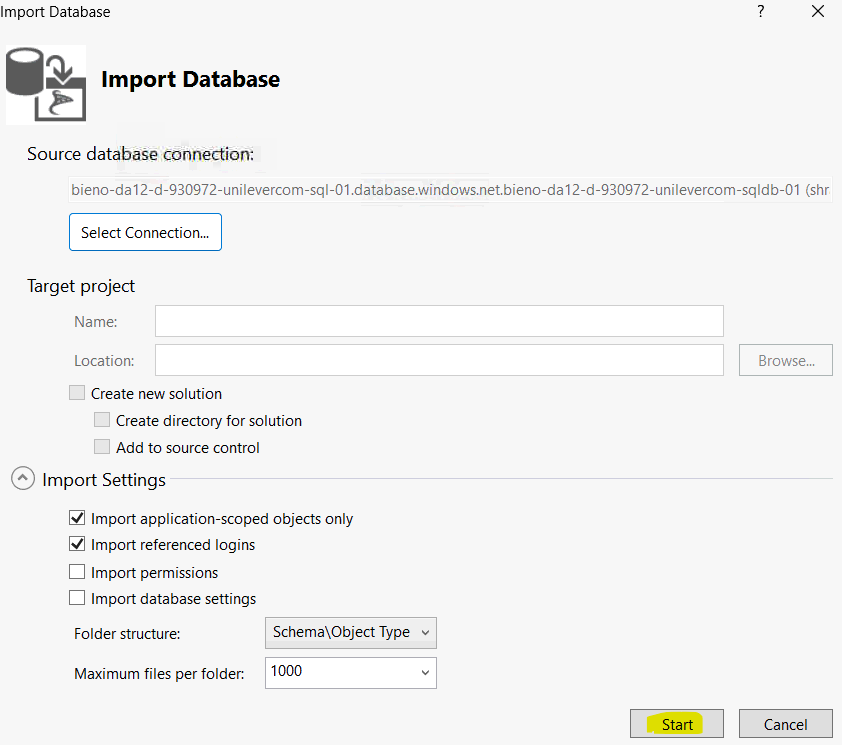 Import Database
?
Import Database
Source database connection:
bieno-da12-d-930972-unilevercom-sql-01.database.windows.net.bieno-da12-d-930972-unilevercom-sqldb-01 (shr
Select Connection...
Target project
Name:
Location:
Browse...
Create new solution
Create directory for solution
Add to source control
Import Settings
Import application-scoped objects only
Import referenced logins
Import permissions
Import database settings
Folder structure: Schema\Object Type
Maximum files per folder: 1000
Start Cancel